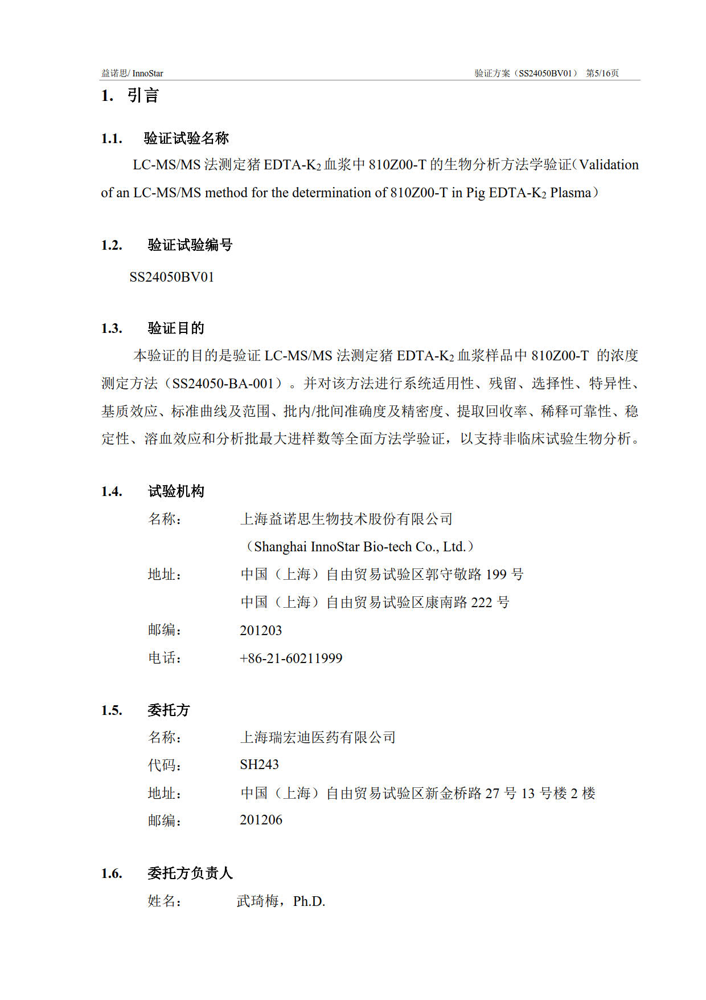 益诺思/ InnoStar 验证方案（SS24050BV01） 第5/16页
1. 引言
1.1. 验证试验名称
LC-MS/MS 法测定猪 EDTA-K2 血浆中 810Z00-T 的生物分析方法学验证（Validation
of an LC-MS/MS method for the determination of 810Z00-T in Pig EDTA-K2 Plasma）
1.2. 验证试验编号
SS24050BV01
1.3. 验证目的
本验证的目的是验证 LC-MS/MS 法测定猪 EDTA-K2 血浆样品中 810Z00-T 的浓度
测定方法（SS24050-BA-001）。并对该方法进行系统适用性、残留、选择性、特异性、
基质效应、标准曲线及范围、批内/批间准确度及精密度、提取回收率、稀释可靠性、稳
定性、溶血效应和分析批最大进样数等全面方法学验证，以支持非临床试验生物分析。
1.4. 试验机构
名称： 上海益诺思生物技术股份有限公司
（Shanghai InnoStar Bio-tech Co., Ltd.）
地址： 中国（上海）自由贸易试验区郭守敬路 199 号
中国（上海）自由贸易试验区康南路 222 号
邮编： 201203
电话： +86-21-60211999
1.5. 委托方
名称： 上海瑞宏迪医药有限公司
代码： SH243
地址： 中国（上海）自由贸易试验区新金桥路 27 号 13 号楼 2 楼
邮编： 201206
1.6. 委托方负责人
姓名： 武琦梅，Ph.D.